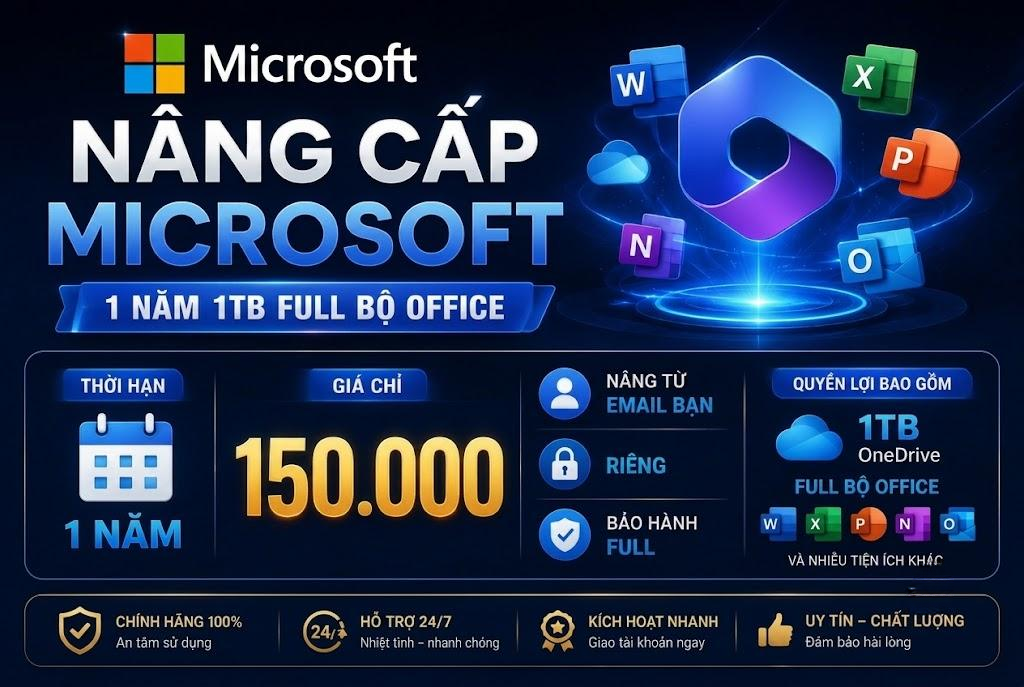 Microsoft
NÂNG CẤP
MICROSOFT
1 NĂM 1TB FULL BỘ OFFICE
W
X
P
N
O
THỜI HẠN
1 NĂM
GIÁ CHỈ
150.000
NÂNG TỪ
EMAIL BẠN
RIÊNG
BẢO HÀNH
FULL
QUYỀN LỢI BAO GỒM
1TB
OneDrive
FULL BỘ OFFICE
W X P N O
VÀ NHIỀU TIỆN ÍCH KHÁC
CHÍNH HÃNG 100%
An tâm sử dụng
24/7
HỖ TRỢ 24/7
Nhiệt tình – nhanh chóng
KÍCH HOẠT NHANH
Giao tài khoản ngay
UY TÍN – CHẤT LƯỢNG
Đảm bảo hài lòng